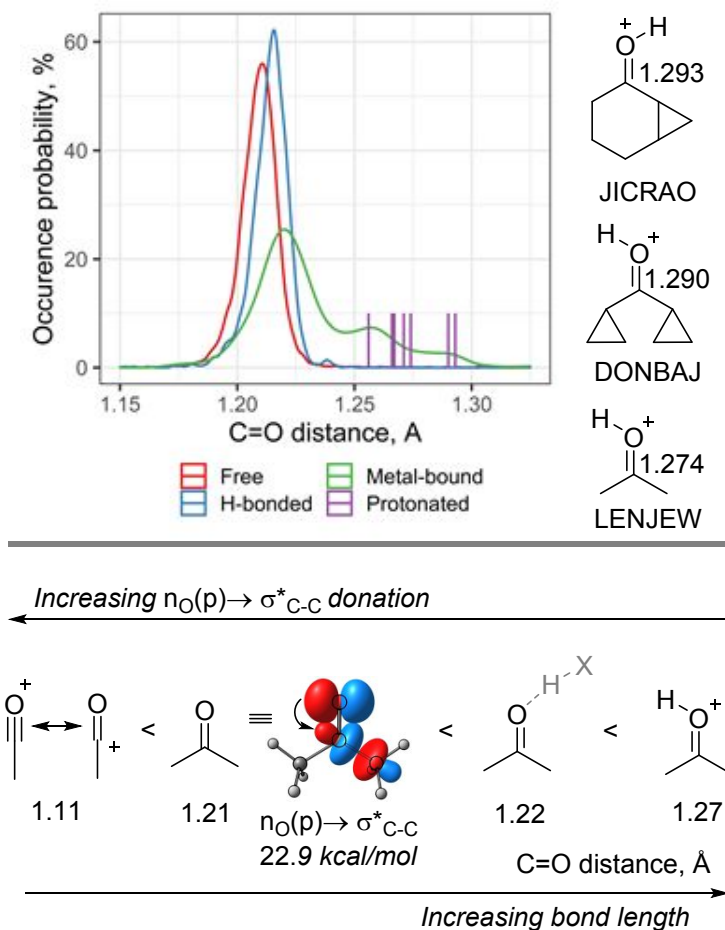 Occurence probability, %
60
40
20
0
1.15
1.20
1.25
1.30
C=O distance, A
Free
Metal-bound
H-bonded
Protonated
+
O
H
1.293
JICRAO
H
+
O
1.290
DONBAJ
H
+
O
1.274
LENJEW
Increasing nO(p)→ σ*C-C donation
+
O
O
+
<
O
≡
<
H
X
O
<
H
+
O
1.11
1.21
nO(p)→ σ*C-C
22.9 kcal/mol
1.22
1.27
C=O distance, Å
Increasing bond length